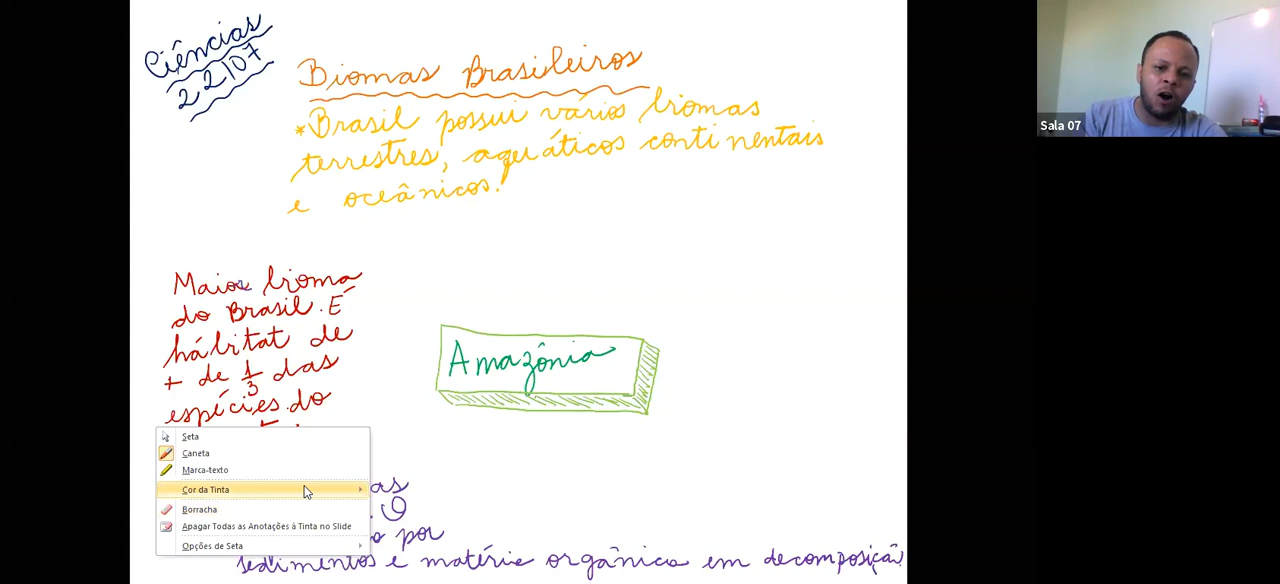 Ciências
22/07
Biomas Brasileiros
*Brasil possui vários biomas
terrestres, aquáticos continentais
e oceânicos.
Sala 07
Maior bioma
do Brasil. É
hábitat de
+ de 1/3 das
espécies do
Amazônia
Seta
Caneta
Marca-texto
Cor da Tinta
Borracha
Apagar Todas as Anotações à Tinta no Slide
Opções de Seta
as
. O
o por
sedimentos e matéria orgânica em decomposição